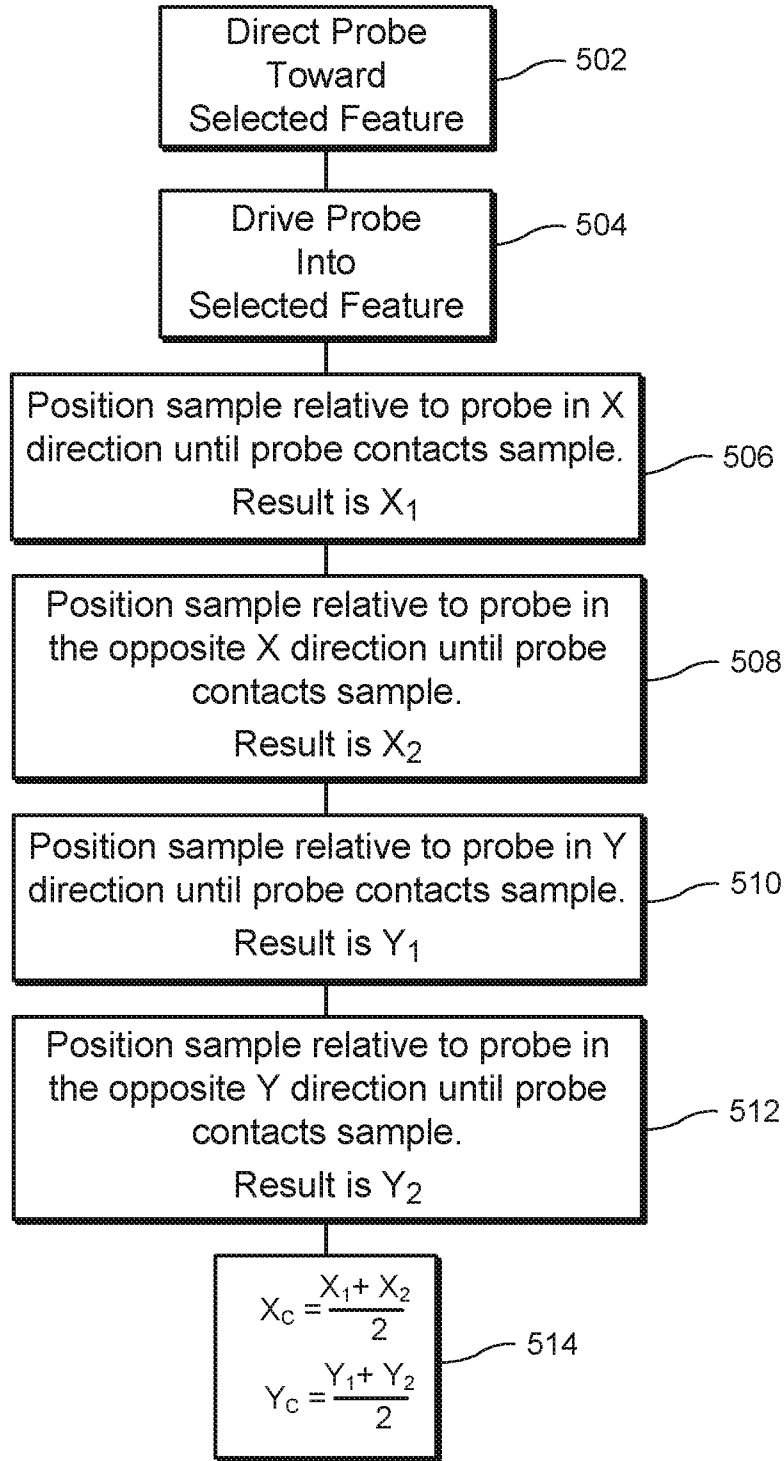 Direct Probe
Toward
Selected Feature
502
Drive Probe
Into
Selected Feature
504
Position sample relative to probe in X
direction until probe contacts sample.
Result is X₁
506
Position sample relative to probe in
the opposite X direction until probe
contacts sample.
Result is X₂
508
Position sample relative to probe in Y
direction until probe contacts sample.
Result is Y₁
510
Position sample relative to probe in
the opposite Y direction until probe
contacts sample.
Result is Y₂
512
X_C = (X₁ + X₂)/2
Y_C = (Y₁ + Y₂)/2
514